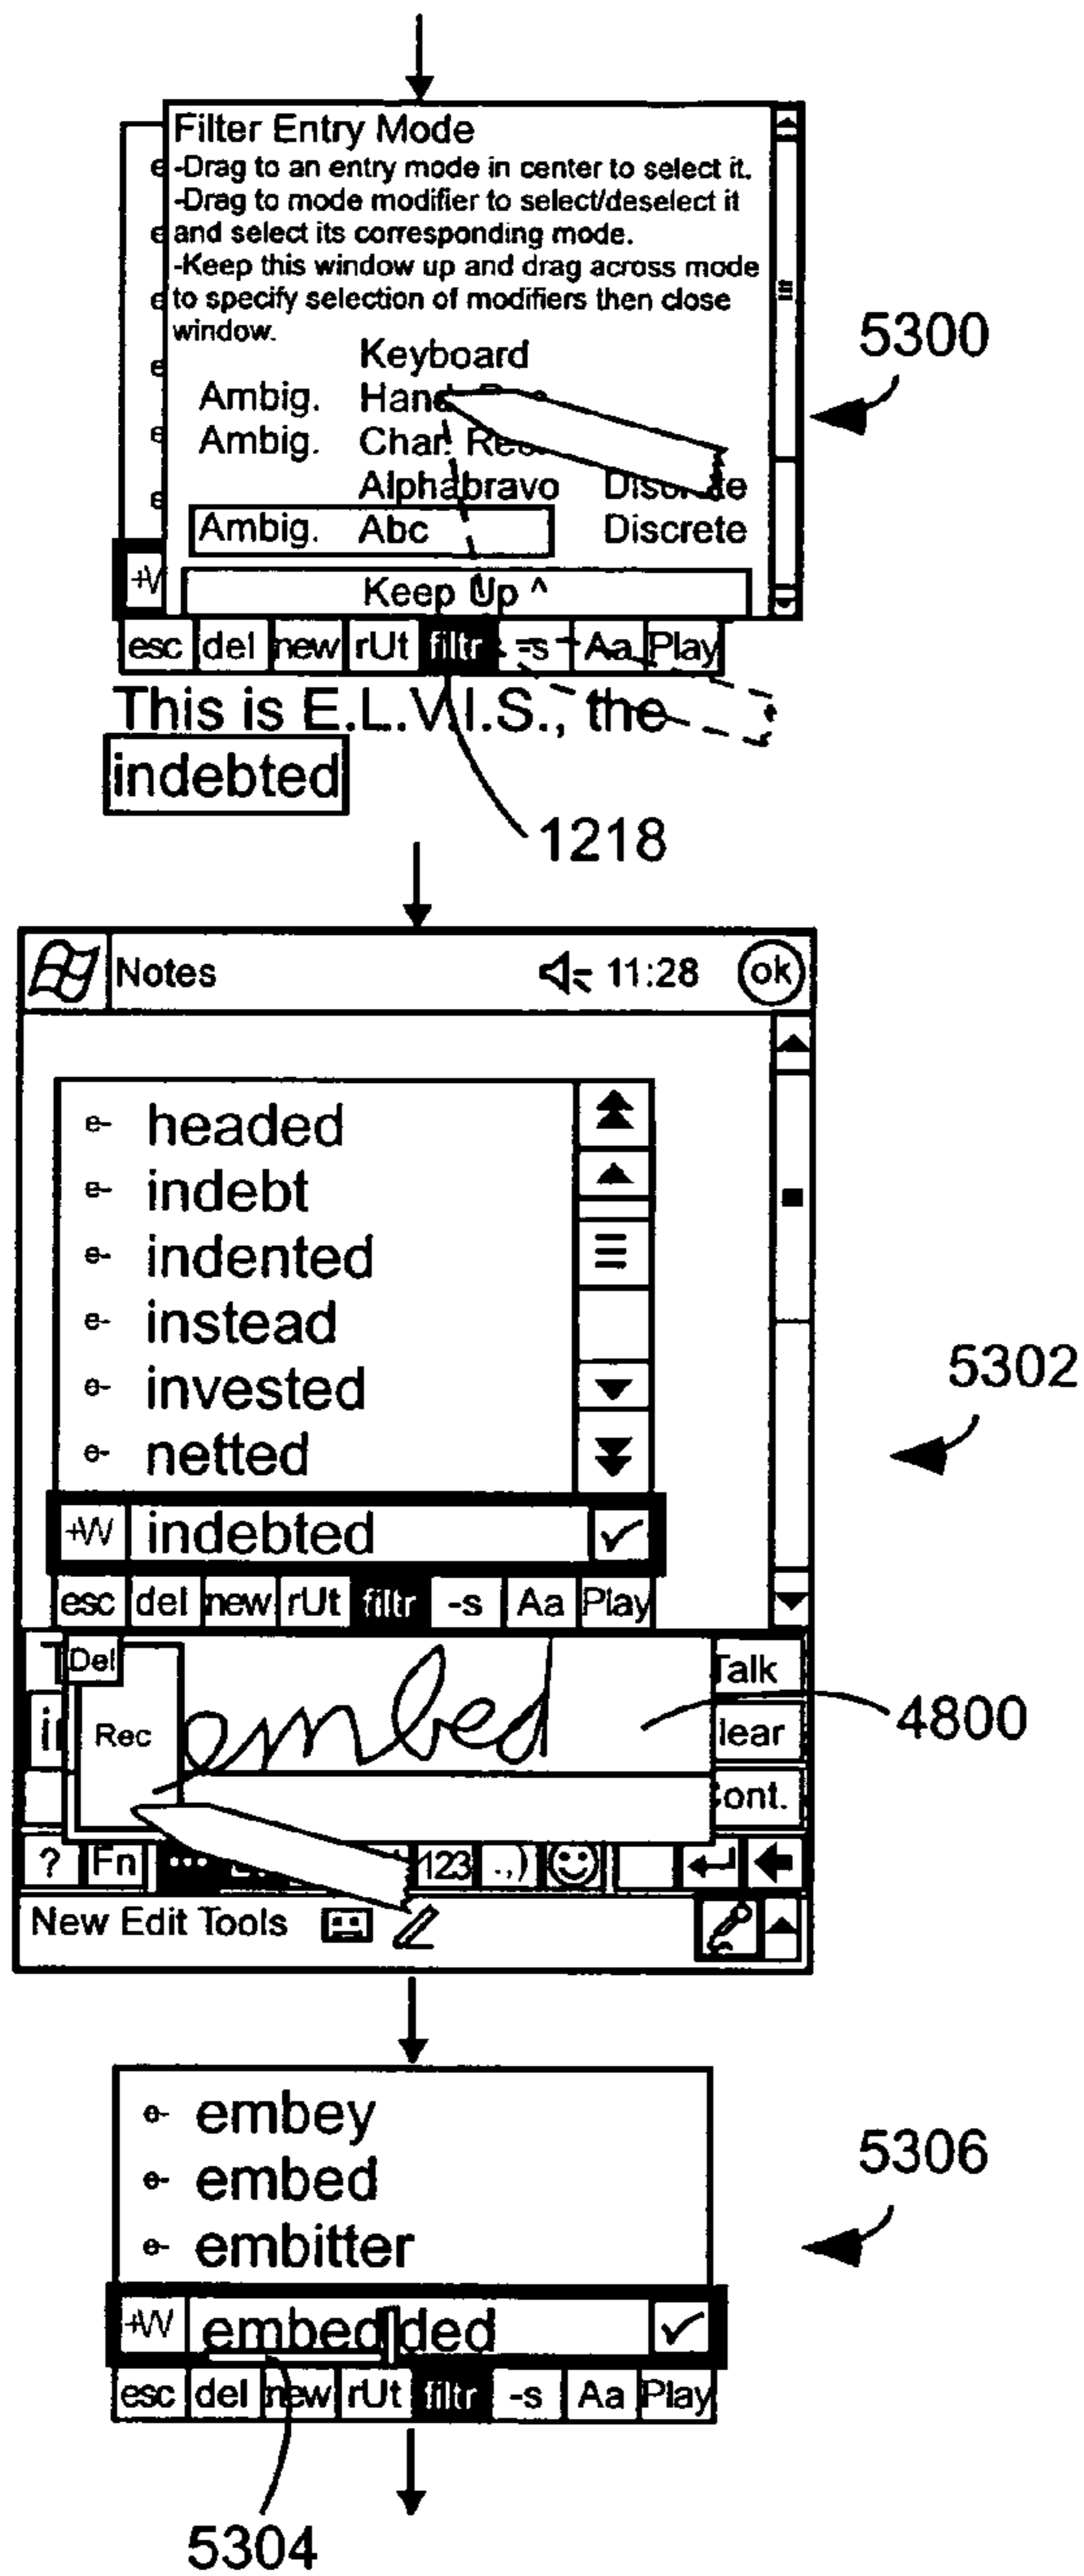 Filter Entry Mode
-Drag to an entry mode in center to select it.
-Drag to mode modifier to select/deselect it
and select its corresponding mode.
-Keep this window up and drag across mode
to specify selection of modifiers then close
window.
5300
Keyboard
Ambig. Hand
Ambig. Char. Rec.
Alphabravo Discrete
Ambig. Abc Discrete
Keep Up ^
esc del new rUt filtr -s Aa Play
This is E.L.V.I.S., the
indebted
1218
Notes 11:28 ok
e- headed
e- indebt
e- indented
e- instead
e- invested
e- netted
5302
+W indebted
esc del new rUt filtr -s Aa Play
Del Talk
Rec embed lear 4800
ont.
? Fn ... 123 .,)
New Edit Tools
e- embey
e- embed
e- embitter
5306
+W embedded
esc del new rUt filtr -s Aa Play
5304